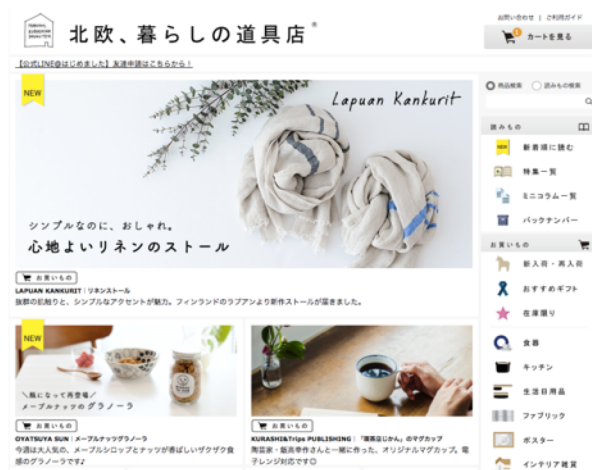 北欧、暮らしの道具店
お問い合わせ | ご利用ガイド
カートを見る
【公式LINE@はじめました】友達申請はこちらから！
NEW
Lapuan Kankurit
シンプルなのに、おしゃれ。
心地よいリネンのストール
お買いもの
LAPUAN KANKURIT｜リネンストール
抜群の肌触りと、シンプルなアクセントが魅力。フィンランドのラプアンより新作ストールが届きました。
NEW
＼瓶になって再登場／
メープルナッツのグラノーラ
お買いもの
OYATSUYA SUN｜メープルナッツグラノーラ
今週は大人気の、メープルシロップとナッツが香ばしいザクザク食
感のグラノーラです♪
お買いもの
KURASHI&Trips PUBLISHING｜「喫茶店じかん」のマグカップ
陶芸家・飯高幸作さんと一緒に作った、オリジナルマグカップ。電
子レンジ対応です◎
商品検索 読みもの検索
読みもの
NEW
新着順に読む
特集一覧
ミニコラム一覧
バックナンバー
お買いもの
新入荷・再入荷
おすすめギフト
在庫限り
食器
キッチン
生活日用品
ファブリック
ポスター
インテリア雑貨